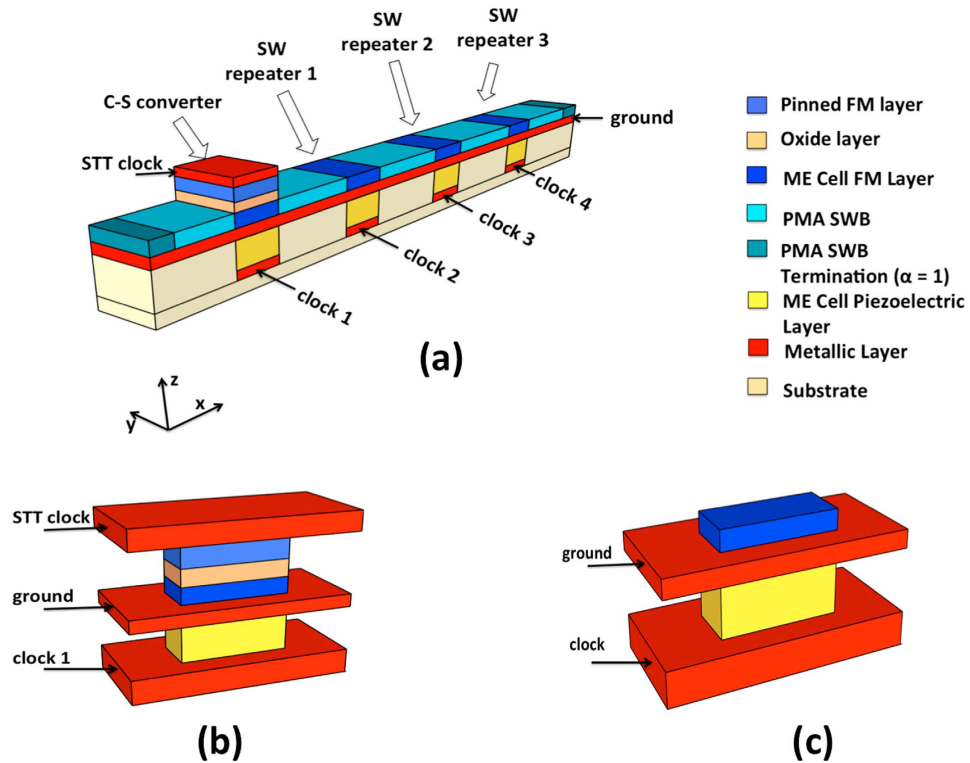 SW
repeater 1
SW
repeater 2
SW
repeater 3
C-S converter
STT clock
ground
clock 1
clock 2
clock 3
clock 4
(a)
Pinned FM layer
Oxide layer
ME Cell FM Layer
PMA SWB
PMA SWB
Termination (α = 1)
ME Cell Piezoelectric
Layer
Metallic Layer
Substrate
z
x
y
STT clock
ground
clock 1
(b)
ground
clock
(c)